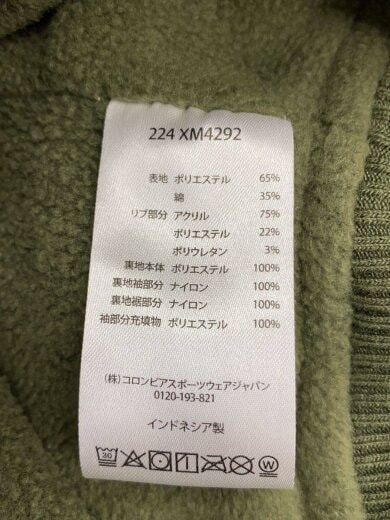 224 XM4292
表地 ポリエステル 65%
綿 35%
リブ部分 アクリル 75%
ポリエステル 22%
ポリウレタン 3%
裏地本体 ポリエステル 100%
裏地袖部分 ナイロン 100%
裏地裾部分 ナイロン 100%
袖部分充填物 ポリエステル 100%
(株)コロンビアスポーツウェアジャパン
0120-193-821
インドネシア製
30 W